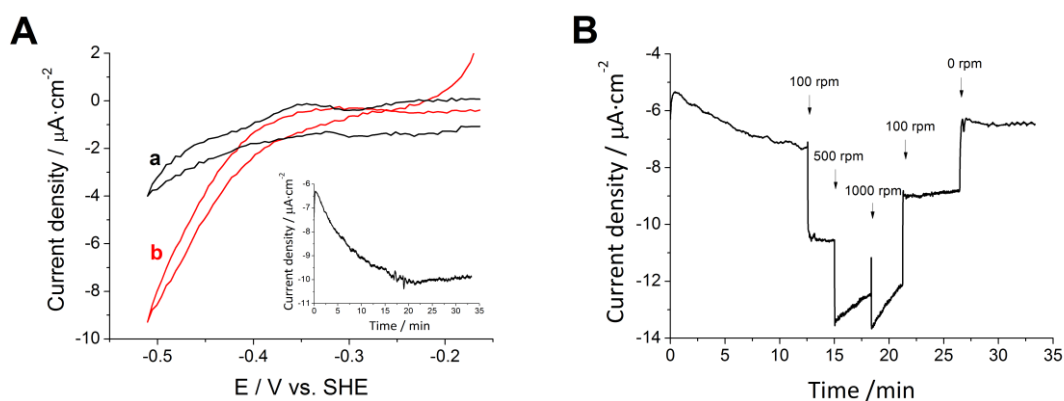 A
2
0
-2
-4
-6
-8
-10
Current density / μA·cm⁻²
-0.5
-0.4
-0.3
-0.2
E / V vs. SHE
a
b
-6
-7
-8
-9
-10
-11
Current density / μA·cm⁻²
0
5
10
15
20
25
30
35
Time / min
B
-4
-6
-8
-10
-12
-14
Current density / μA·cm⁻²
0 rpm
100 rpm
100 rpm
500 rpm
1000 rpm
0
5
10
15
20
25
30
35
Time /min